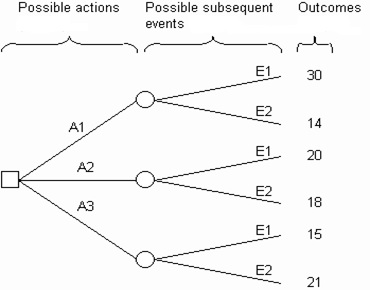 Possible actions
Possible subsequent
events
Outcomes
E1
30
A1
E2
14
E1
20
A2
E2
18
A3
E1
15
E2
21